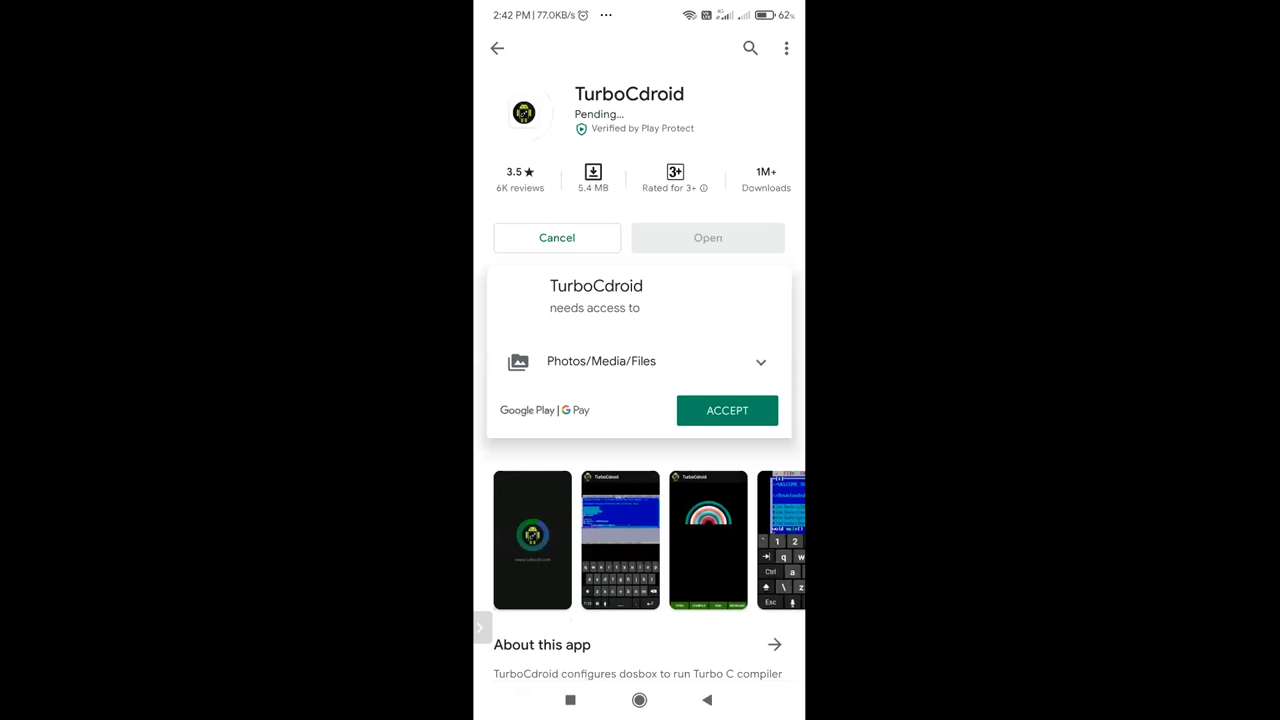 2:42 PM | 77.0KB/s ... 62%
TurboCdroid
Pending...
Verified by Play Protect
3.5★ 3+ 1M+
6K reviews 5.4 MB Rated for 3+ Downloads
Cancel Open
TurboCdroid
needs access to
Photos/Media/Files
Google Play | G Pay ACCEPT
TurboCdroid TurboCdroid
About this app
TurboCdroid configures dosbox to run Turbo C compiler